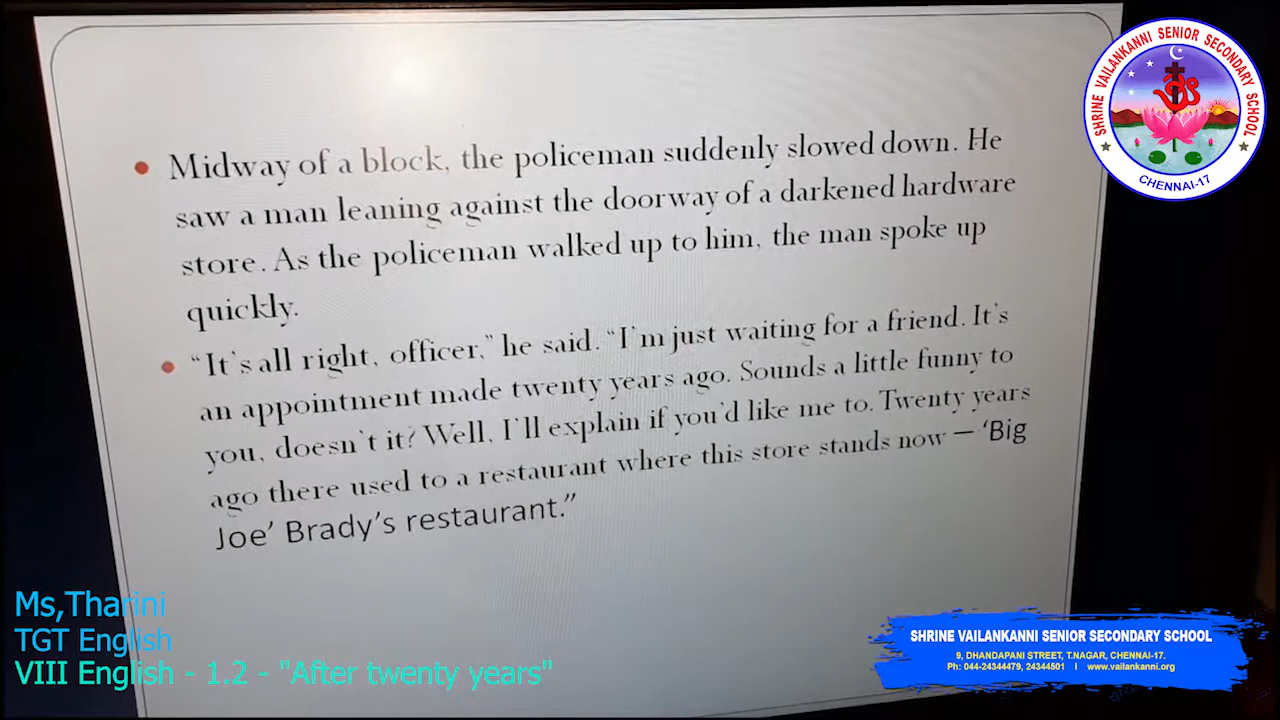 Midway of a block, the policeman suddenly slowed down. He
saw a man leaning against the doorway of a darkened hardware
store. As the policeman walked up to him, the man spoke up
quickly.
“It's all right, officer,” he said. “I'm just waiting for a friend. It's
an appointment made twenty years ago. Sounds a little funny to
you, doesn't it? Well, I'll explain if you'd like me to. Twenty years
ago there used to a restaurant where this store stands now – ‘Big
Joe’ Brady’s restaurant.”
SHRINE VAILANKANNI SENIOR SECONDARY SCHOOL
CHENNAI-17
Ms,Tharini
TGT English
VIII English - 1.2 - "After twenty years"
SHRINE VAILANKANNI SENIOR SECONDARY SCHOOL
9, DHANDAPANI STREET, T.NAGAR, CHENNAI-17.
Ph: 044-24344479, 24344501 I www.vailankanni.org